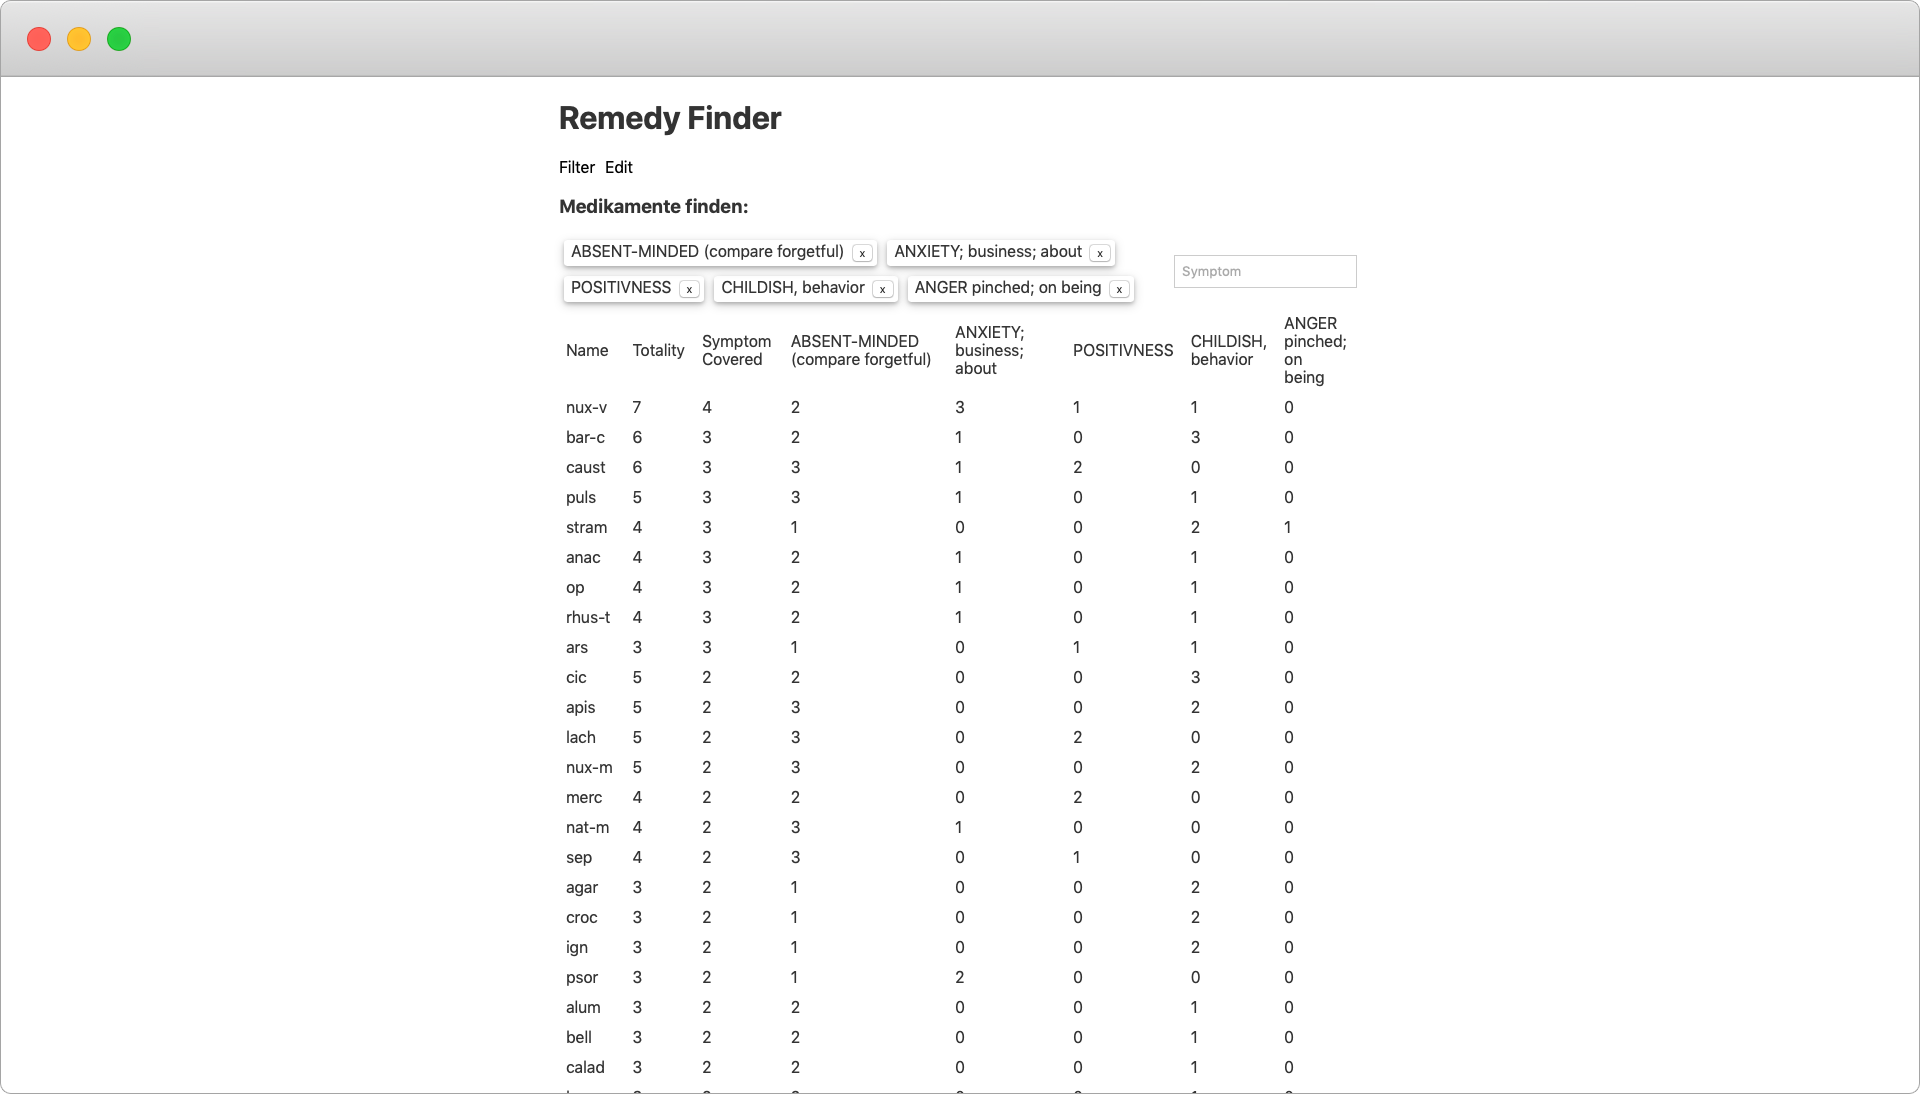 Remedy Finder
Filter Edit
Medikamente finden:
ABSENT-MINDED (compare forgetful) x ANXIETY; business; about x
Symptom
POSITIVNESS x CHILDISH, behavior x ANGER pinched; on being x
Name Totality Symptom Covered ABSENT-MINDED (compare forgetful) ANXIETY; business; about POSITIVNESS CHILDISH, behavior ANGER pinched; on being
nux-v 7 4 2 3 1 1 0
bar-c 6 3 2 1 0 3 0
caust 6 3 3 1 2 0 0
puls 5 3 3 1 0 1 0
stram 4 3 1 0 0 2 1
anac 4 3 2 1 0 1 0
op 4 3 2 1 0 1 0
rhus-t 4 3 2 1 0 1 0
ars 3 3 1 0 1 1 0
cic 5 2 2 0 0 3 0
apis 5 2 3 0 0 2 0
lach 5 2 3 0 2 0 0
nux-m 5 2 3 0 0 2 0
merc 4 2 2 0 2 0 0
nat-m 4 2 3 1 0 0 0
sep 4 2 3 0 1 0 0
agar 3 2 1 0 0 2 0
croc 3 2 1 0 0 2 0
ign 3 2 1 0 0 2 0
psor 3 2 1 2 0 0 0
alum 3 2 2 0 0 1 0
bell 3 2 2 0 0 1 0
calad 3 2 2 0 0 1 0